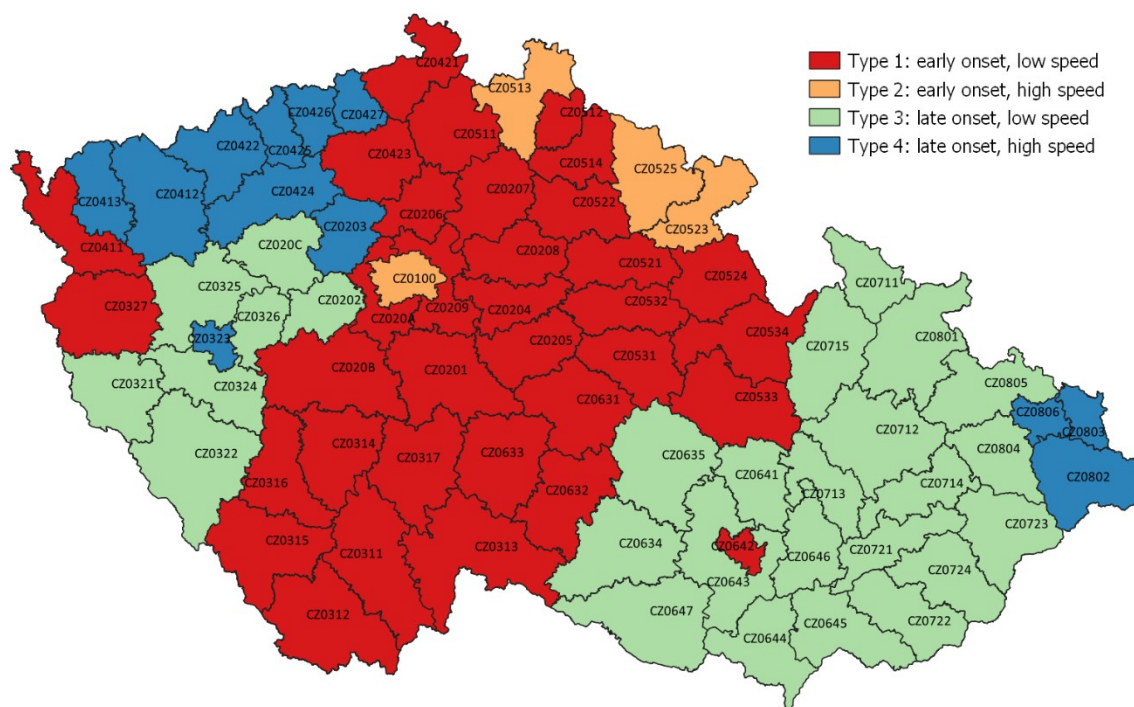 Type 1: early onset, low speed
Type 2: early onset, high speed
Type 3: late onset, low speed
Type 4: late onset, high speed
CZ0421
CZ0513
CZ0426
CZ0427
CZ0512
CZ0511
CZ0422
CZ0425
CZ0423
CZ0514
CZ0525
CZ0412
CZ0424
CZ0207
CZ0413
CZ0522
CZ0206
CZ0203
CZ0523
CZ0411
CZ020C
CZ0208
CZ0521
CZ0524
CZ0100
CZ0711
CZ0325
CZ0202
CZ0532
CZ0327
CZ0326
CZ0209
CZ0204
CZ020A
CZ0534
CZ0323
CZ0801
CZ0205
CZ0715
CZ0531
CZ020B
CZ0201
CZ0321
CZ0324
CZ0805
CZ0631
CZ0533
CZ0806
CZ0712
CZ0803
CZ0314
CZ0322
CZ0635
CZ0804
CZ0317
CZ0633
CZ0641
CZ0802
CZ0316
CZ0714
CZ0632
CZ0713
CZ0723
CZ0315
CZ0634
CZ0313
CZ0642
CZ0721
CZ0311
CZ0646
CZ0724
CZ0643
CZ0647
CZ0312
CZ0722
CZ0645
CZ0644